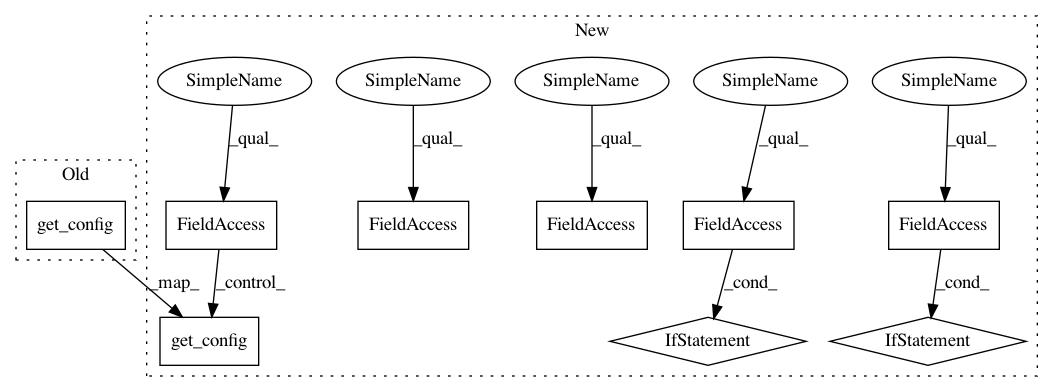 New
SimpleName SimpleName SimpleName SimpleName SimpleName
_qual_ _qual_ _qual_ _qual_ _qual_
Old
get_config FieldAccess FieldAccess FieldAccess FieldAccess FieldAccess
_map_ _control_ _cond_ _cond_
get_config IfStatement IfStatement